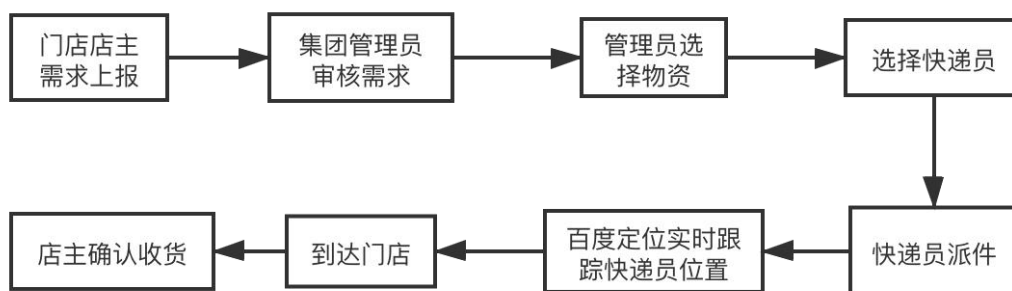 门店店主
需求上报
集团管理员
审核需求
管理员选
择物资
选择快递员
快递员派件
百度定位实时跟
踪快递员位置
到达门店
店主确认收货